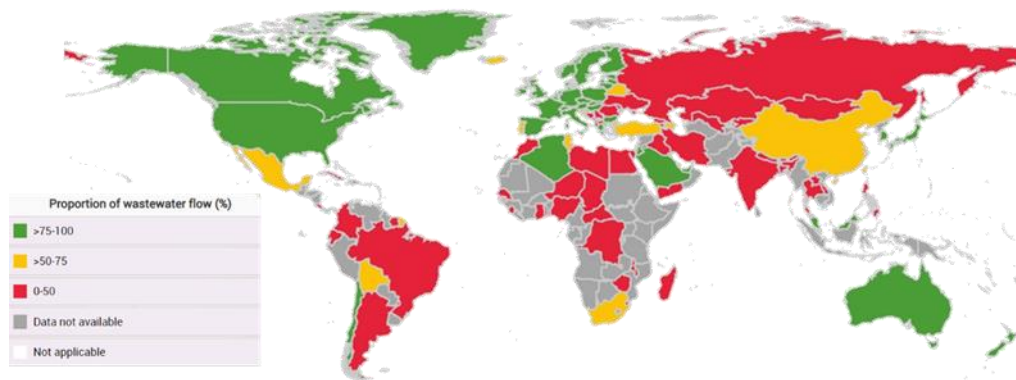 Proportion of wastewater flow (%)
>75-100
>50-75
0-50
Data not available
Not applicable